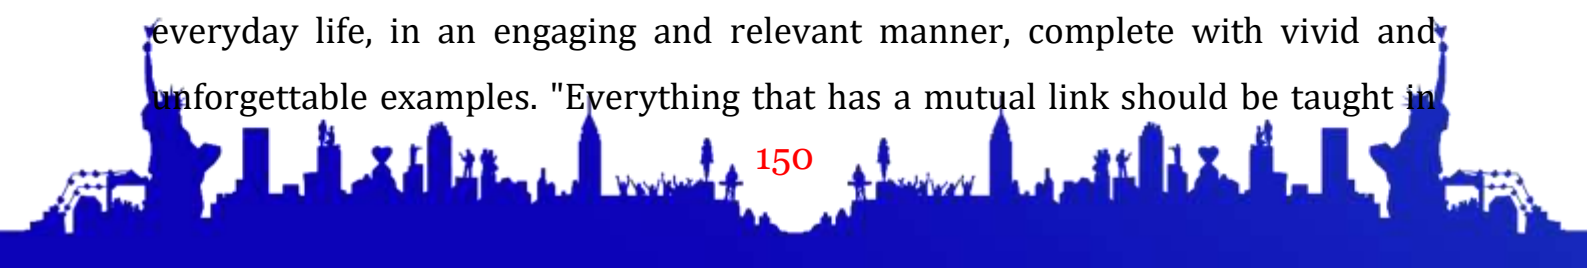 everyday life, in an engaging and relevant manner, complete with vivid and
unforgettable examples. "Everything that has a mutual link should be taught in
150